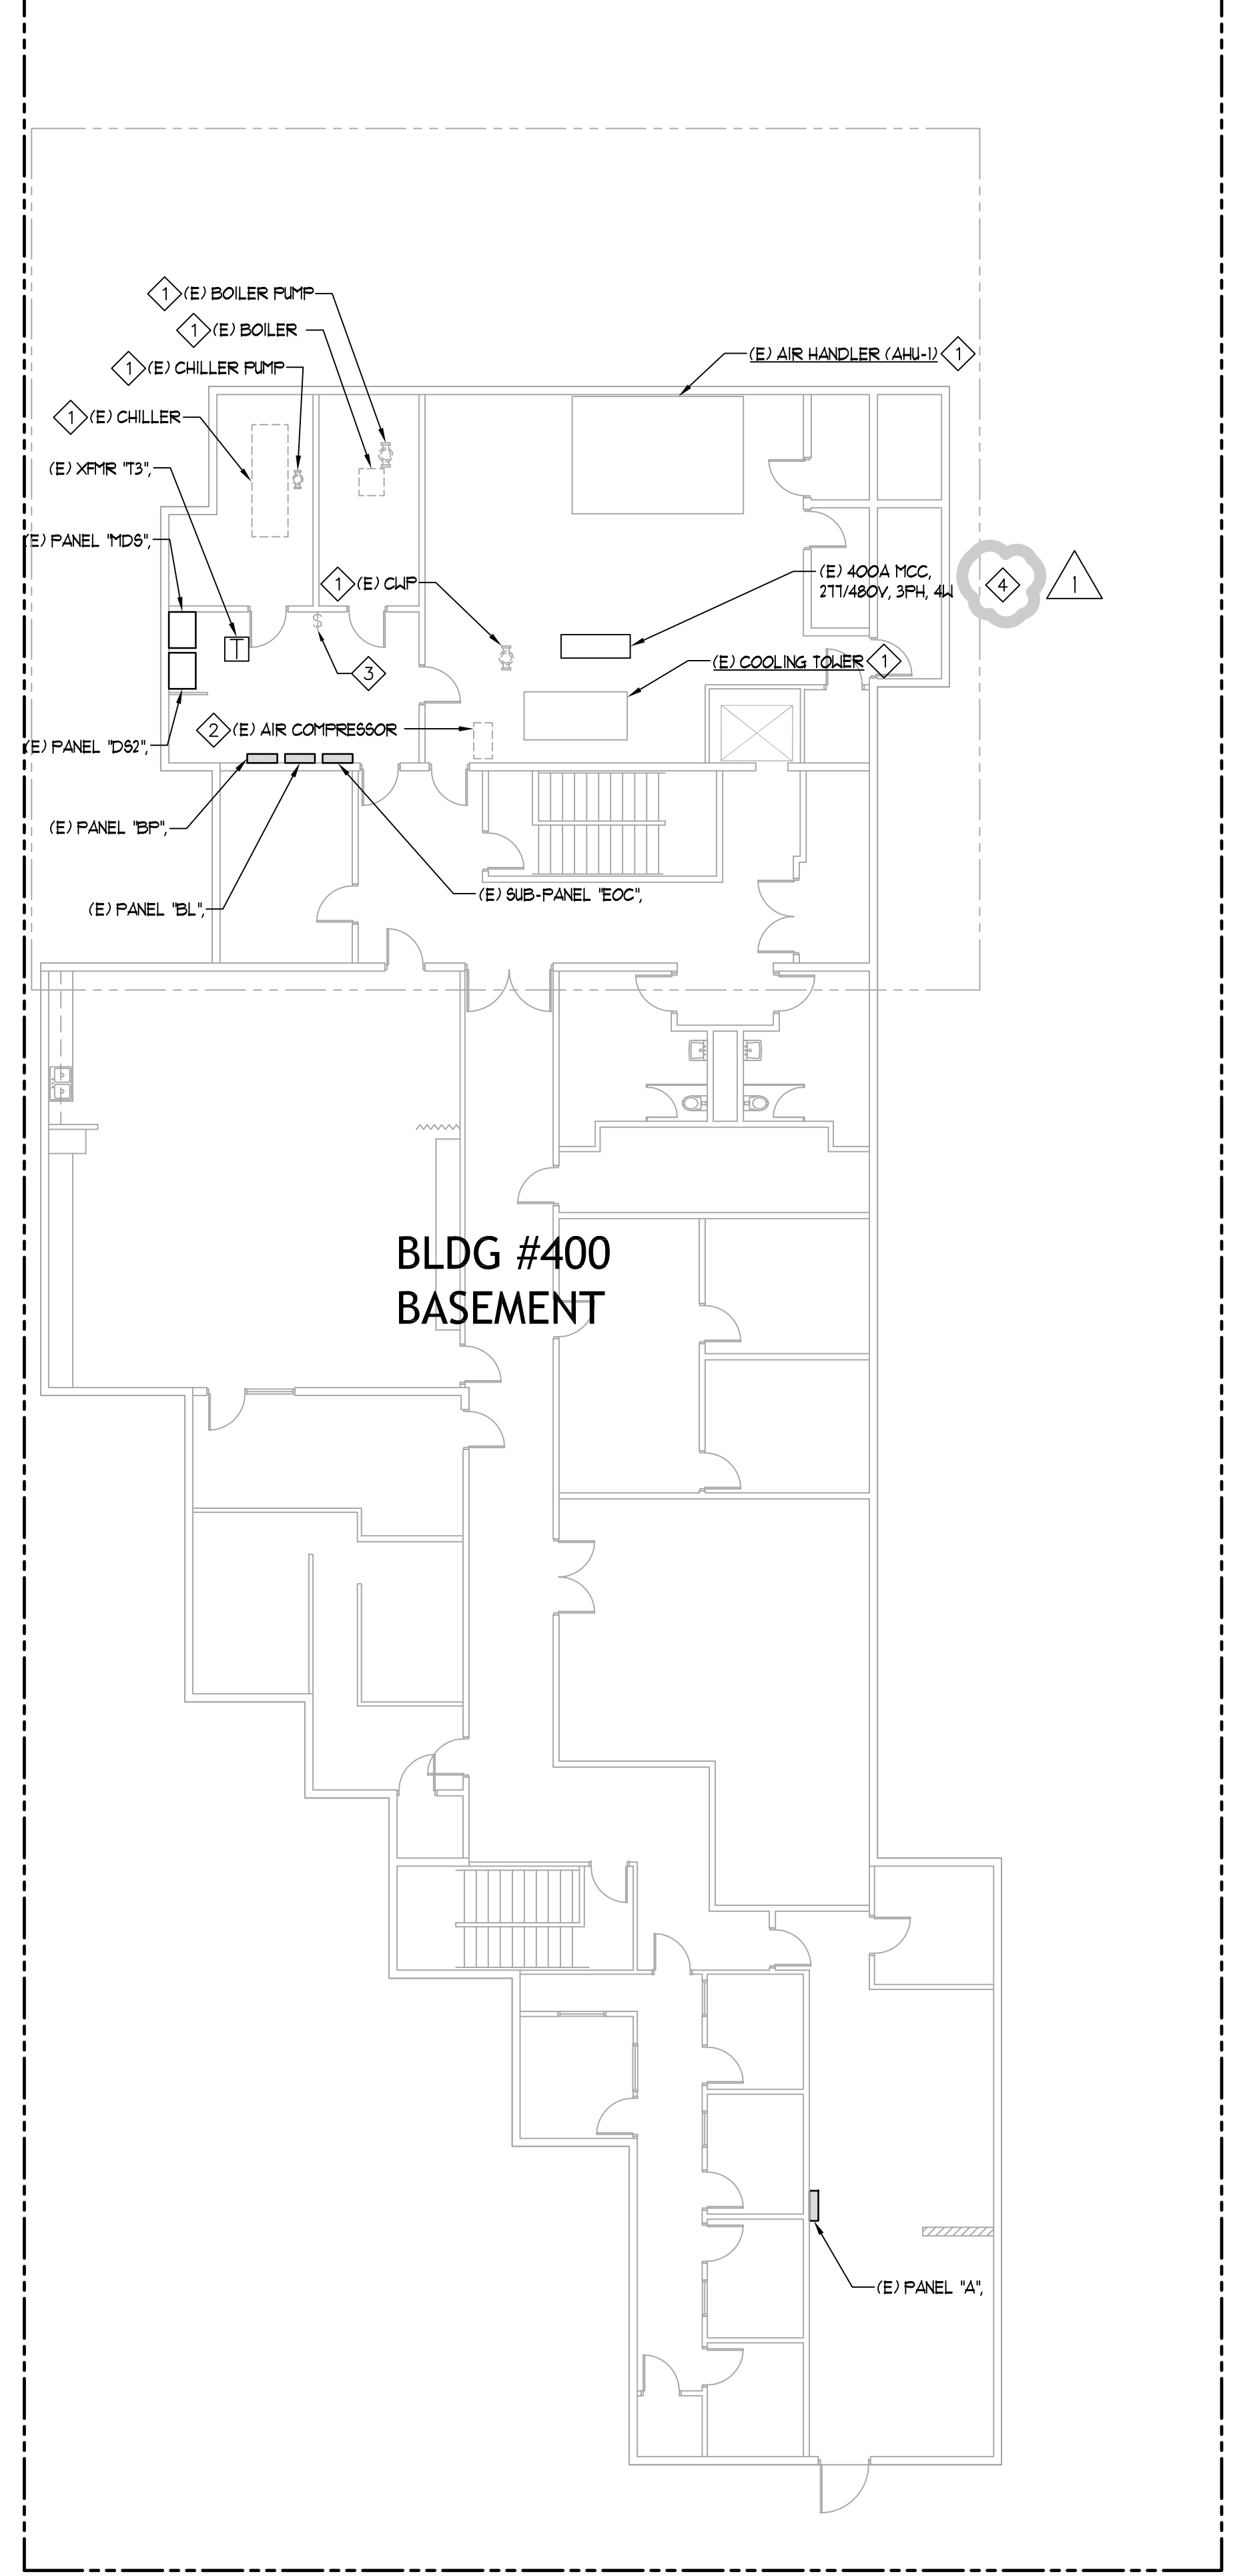 1 (E) BOILER PUMP
1 (E) BOILER
(E) AIR HANDLER (AHU-1) 1
1 (E) CHILLER PUMP
1 (E) CHILLER
(E) XFMR "T3",
(E) PANEL "MDS",
1 (E) CWP
(E) 400A MCC,
277/480V, 3PH, 4W
4
1
S
T
3
(E) COOLING TOWER 1
2 (E) AIR COMPRESSOR
(E) PANEL "DS2",
(E) PANEL "BP",
(E) SUB-PANEL "EOC",
(E) PANEL "BL",
BLDG #400
BASEMENT
(E) PANEL "A",